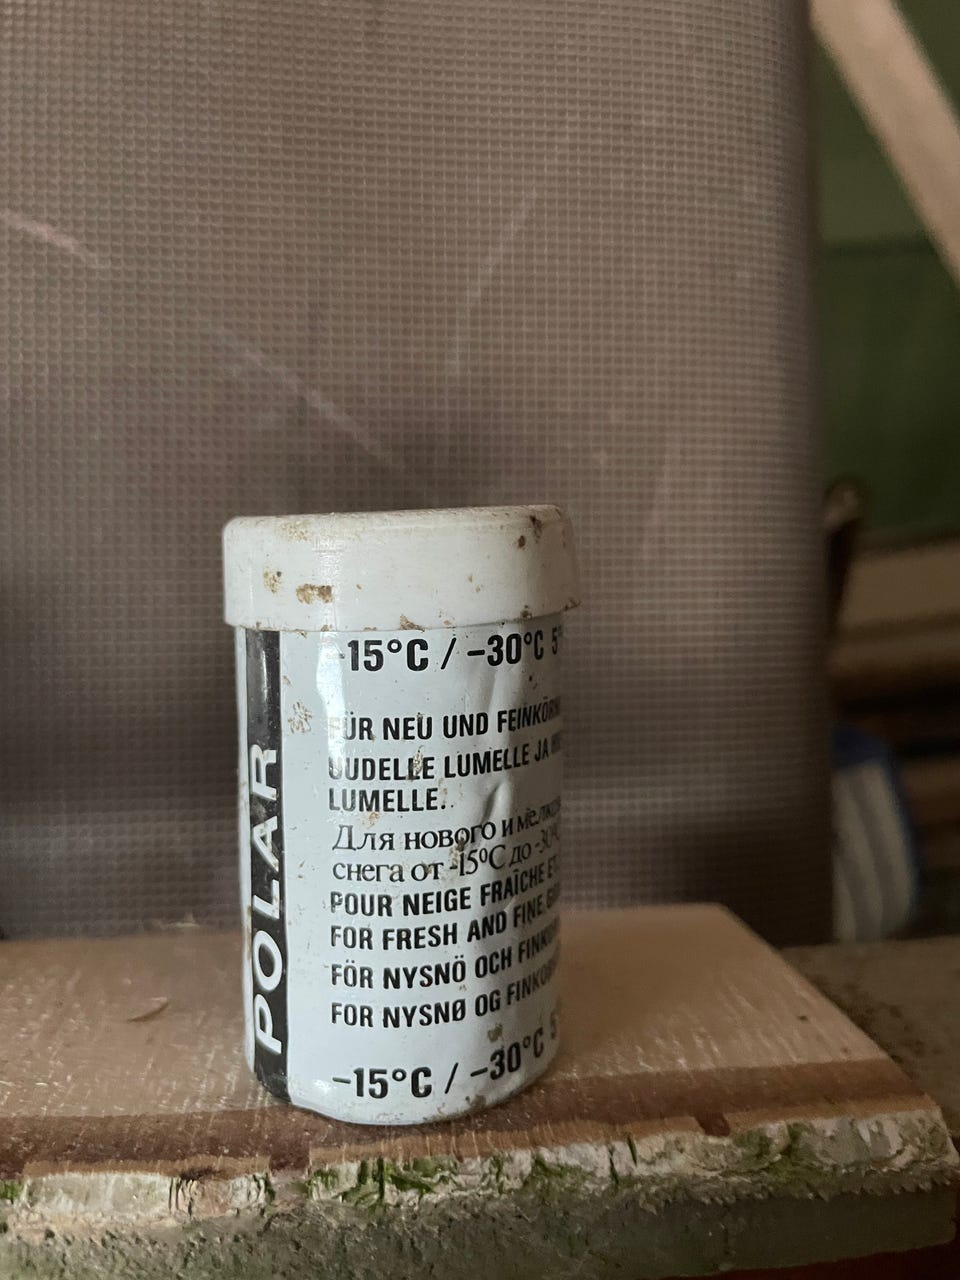 POLAR
-15°C / -30°C
FÜR NEU UND
UUDELLE LUMELLE JA
LUMELLE.
Для нового и
снега от -15°C до
POUR NEIGE FRAÎCHE
FOR FRESH AND FINE
FÖR NYSNÖ OCH
FOR NYSNØ OG
-15°C / -30°C